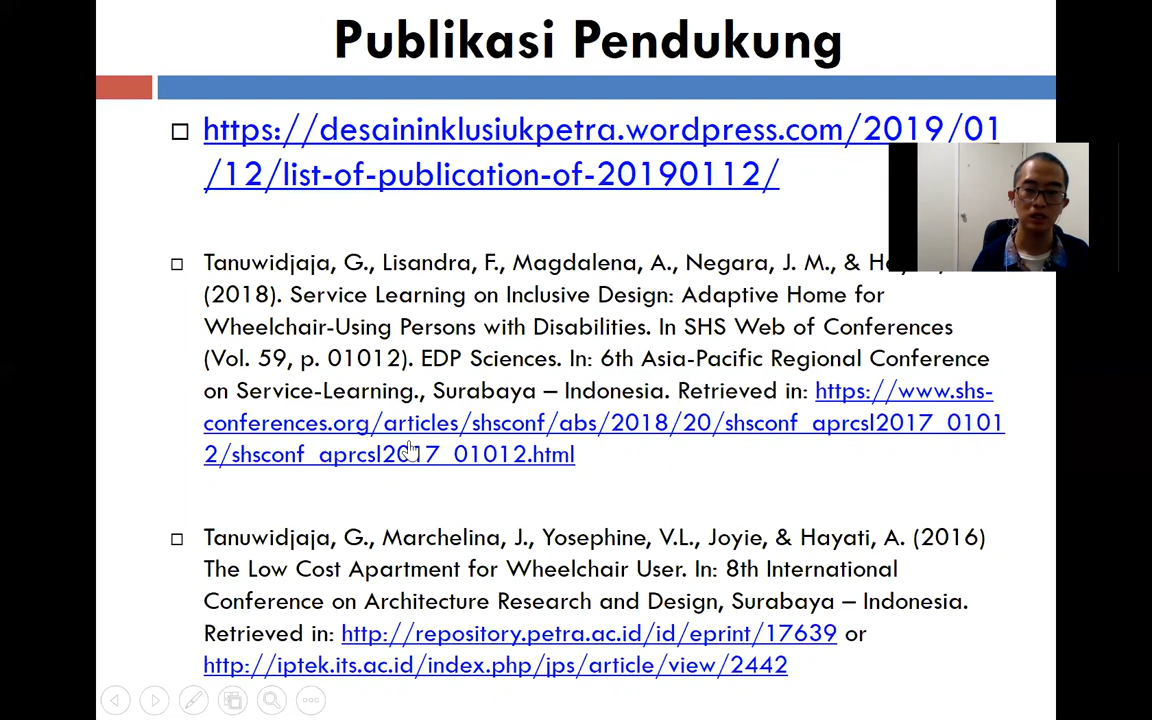 Publikasi Pendukung
https://desaininklusiukpetra.wordpress.com/2019/01
/12/list-of-publication-of-20190112/
Tanuwidjaja, G., Lisandra, F., Magdalena, A., Negara, J. M., &
(2018). Service Learning on Inclusive Design: Adaptive Home for
Wheelchair-Using Persons with Disabilities. In SHS Web of Conferences
(Vol. 59, p. 01012). EDP Sciences. In: 6th Asia-Pacific Regional Conference
on Service-Learning., Surabaya – Indonesia. Retrieved in: https://www.shs-
conferences.org/articles/shsconf/abs/2018/20/shsconf_aprcsl2017_0101
2/shsconf_aprcsl2017_01012.html
Tanuwidjaja, G., Marchelina, J., Yosephine, V.L., Joyie, & Hayati, A. (2016)
The Low Cost Apartment for Wheelchair User. In: 8th International
Conference on Architecture Research and Design, Surabaya – Indonesia.
Retrieved in: http://repository.petra.ac.id/id/eprint/17639 or
http://iptek.its.ac.id/index.php/jps/article/view/2442